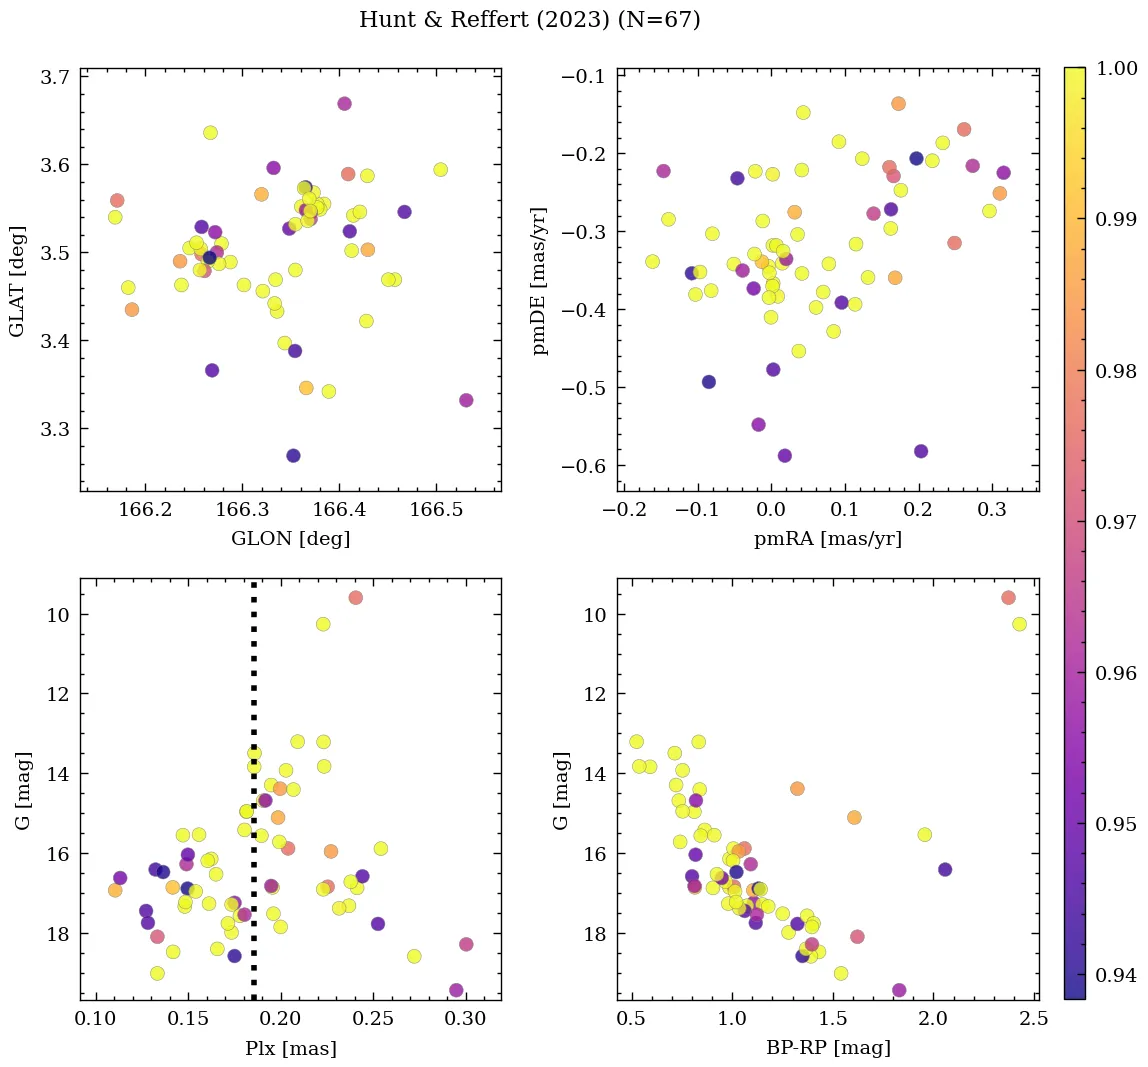 Hunt & Reffert (2023) (N=67)
3.7
3.6
3.5
3.4
3.3
GLAT [deg]
166.2 166.3 166.4 166.5
GLON [deg]
−0.1
−0.2
−0.3
−0.4
−0.5
−0.6
pmDE [mas/yr]
−0.2 −0.1 0.0 0.1 0.2 0.3
pmRA [mas/yr]
10
12
14
16
18
G [mag]
0.10 0.15 0.20 0.25 0.30
Plx [mas]
10
12
14
16
18
G [mag]
0.5 1.0 1.5 2.0 2.5
BP-RP [mag]
1.00
0.99
0.98
0.97
0.96
0.95
0.94